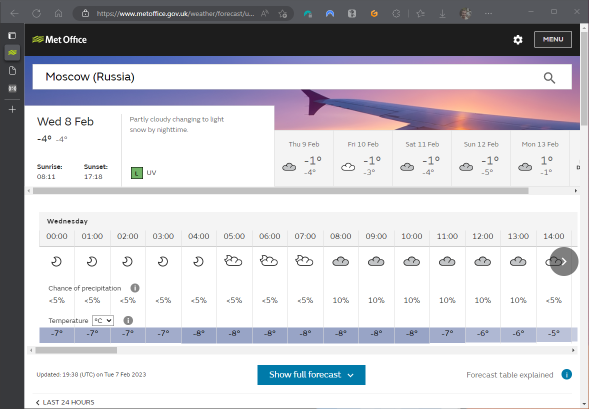 https://www.metoffice.gov.uk/weather/forecast/u...
Met Office
MENU
Moscow (Russia)
Wed 8 Feb
-4° -4°
Partly cloudy changing to light
snow by nighttime.
Sunrise: Sunset:
08:11 17:18
L UV
Thu 9 Feb Fri 10 Feb Sat 11 Feb Sun 12 Feb Mon 13 Feb
-1° -1° -1° -1° 1°
-4° -3° -4° -5° -1°
Wednesday
00:00 01:00 02:00 03:00 04:00 05:00 06:00 07:00 08:00 09:00 10:00 11:00 12:00 13:00 14:00
Chance of precipitation
<5% <5% <5% <5% <5% <5% <5% <5% 10% 10% 10% 10% 10% 10% <5%
Temperature °C
-7° -7° -7° -7° -8° -8° -8° -8° -8° -8° -8° -7° -6° -6° -5°
Updated: 19:38 (UTC) on Tue 7 Feb 2023
Show full forecast
Forecast table explained
LAST 24 HOURS